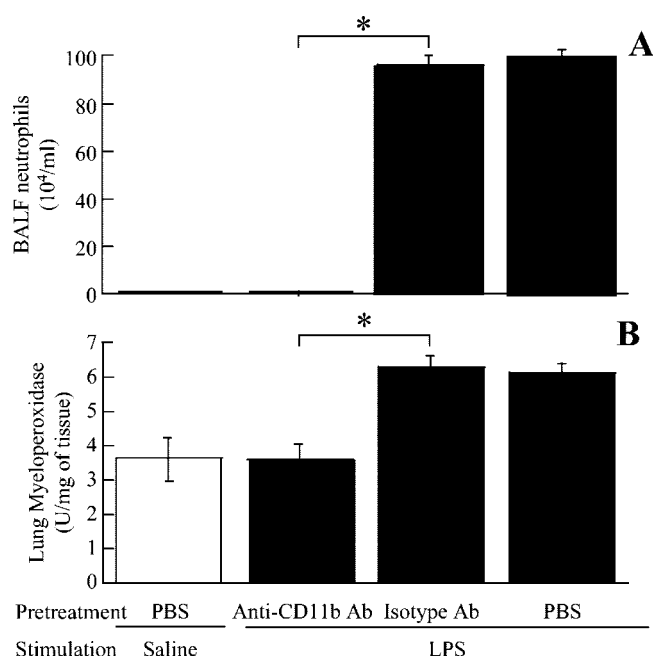 *
A
BALF neutrophils
(10⁴/ml)
100
80
60
40
20
0
*
B
Lung Myeloperoxidase
(U/mg of tissue)
7
6
5
4
3
2
1
0
Pretreatment PBS Anti-CD11b Ab Isotype Ab PBS
Stimulation Saline LPS